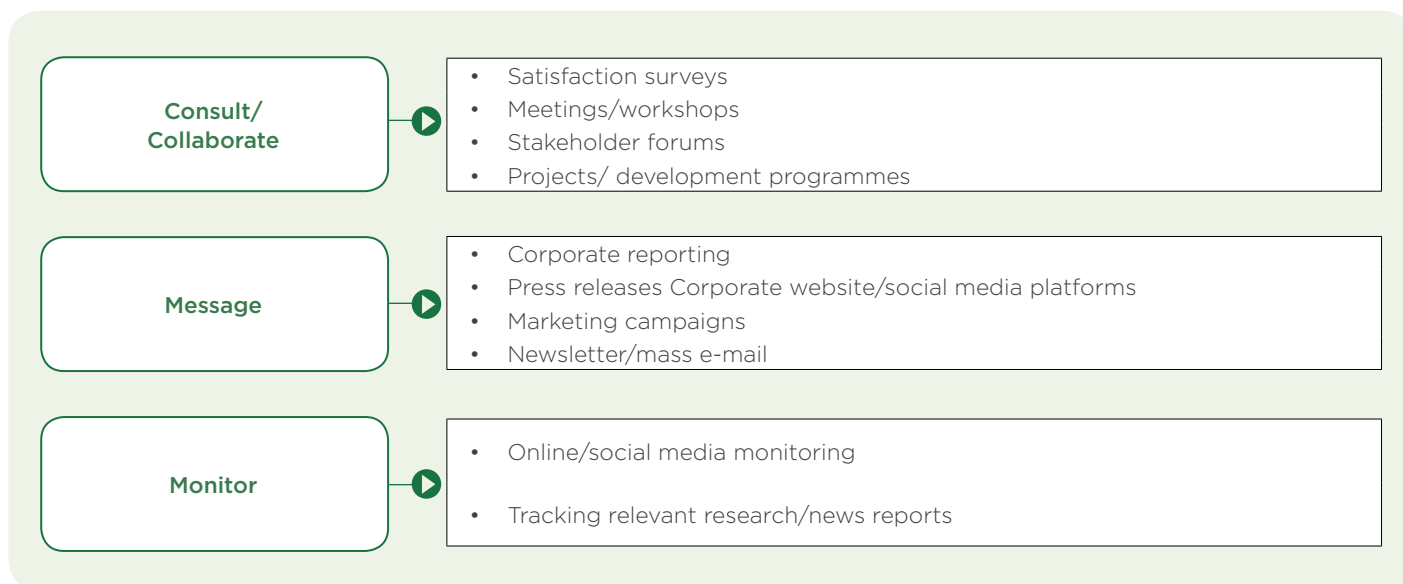 Consult/
Collaborate
• Satisfaction surveys
• Meetings/workshops
• Stakeholder forums
• Projects/ development programmes
Message
• Corporate reporting
• Press releases Corporate website/social media platforms
• Marketing campaigns
• Newsletter/mass e-mail
Monitor
• Online/social media monitoring
• Tracking relevant research/news reports